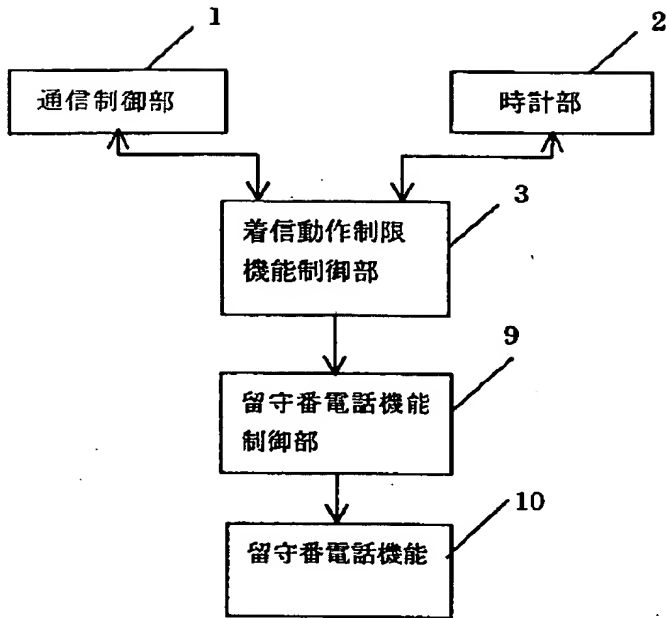 1
2
通信制御部
時計部
3
着信動作制限
機能制御部
9
留守番電話機能
制御部
10
留守番電話機能